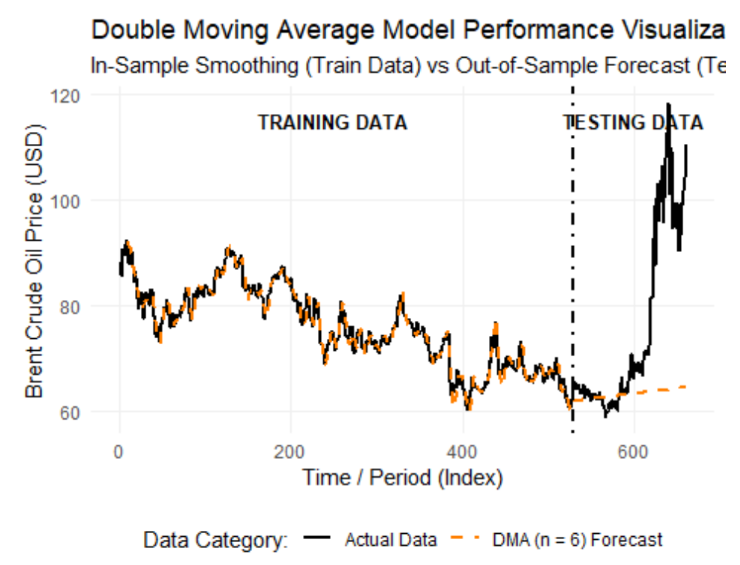 Double Moving Average Model Performance Visualiza
In-Sample Smoothing (Train Data) vs Out-of-Sample Forecast (Te
120
TRAINING DATA
TESTING DATA
100
80
60
Brent Crude Oil Price (USD)
0
200
400
600
Time / Period (Index)
Data Category:
Actual Data
DMA (n = 6) Forecast